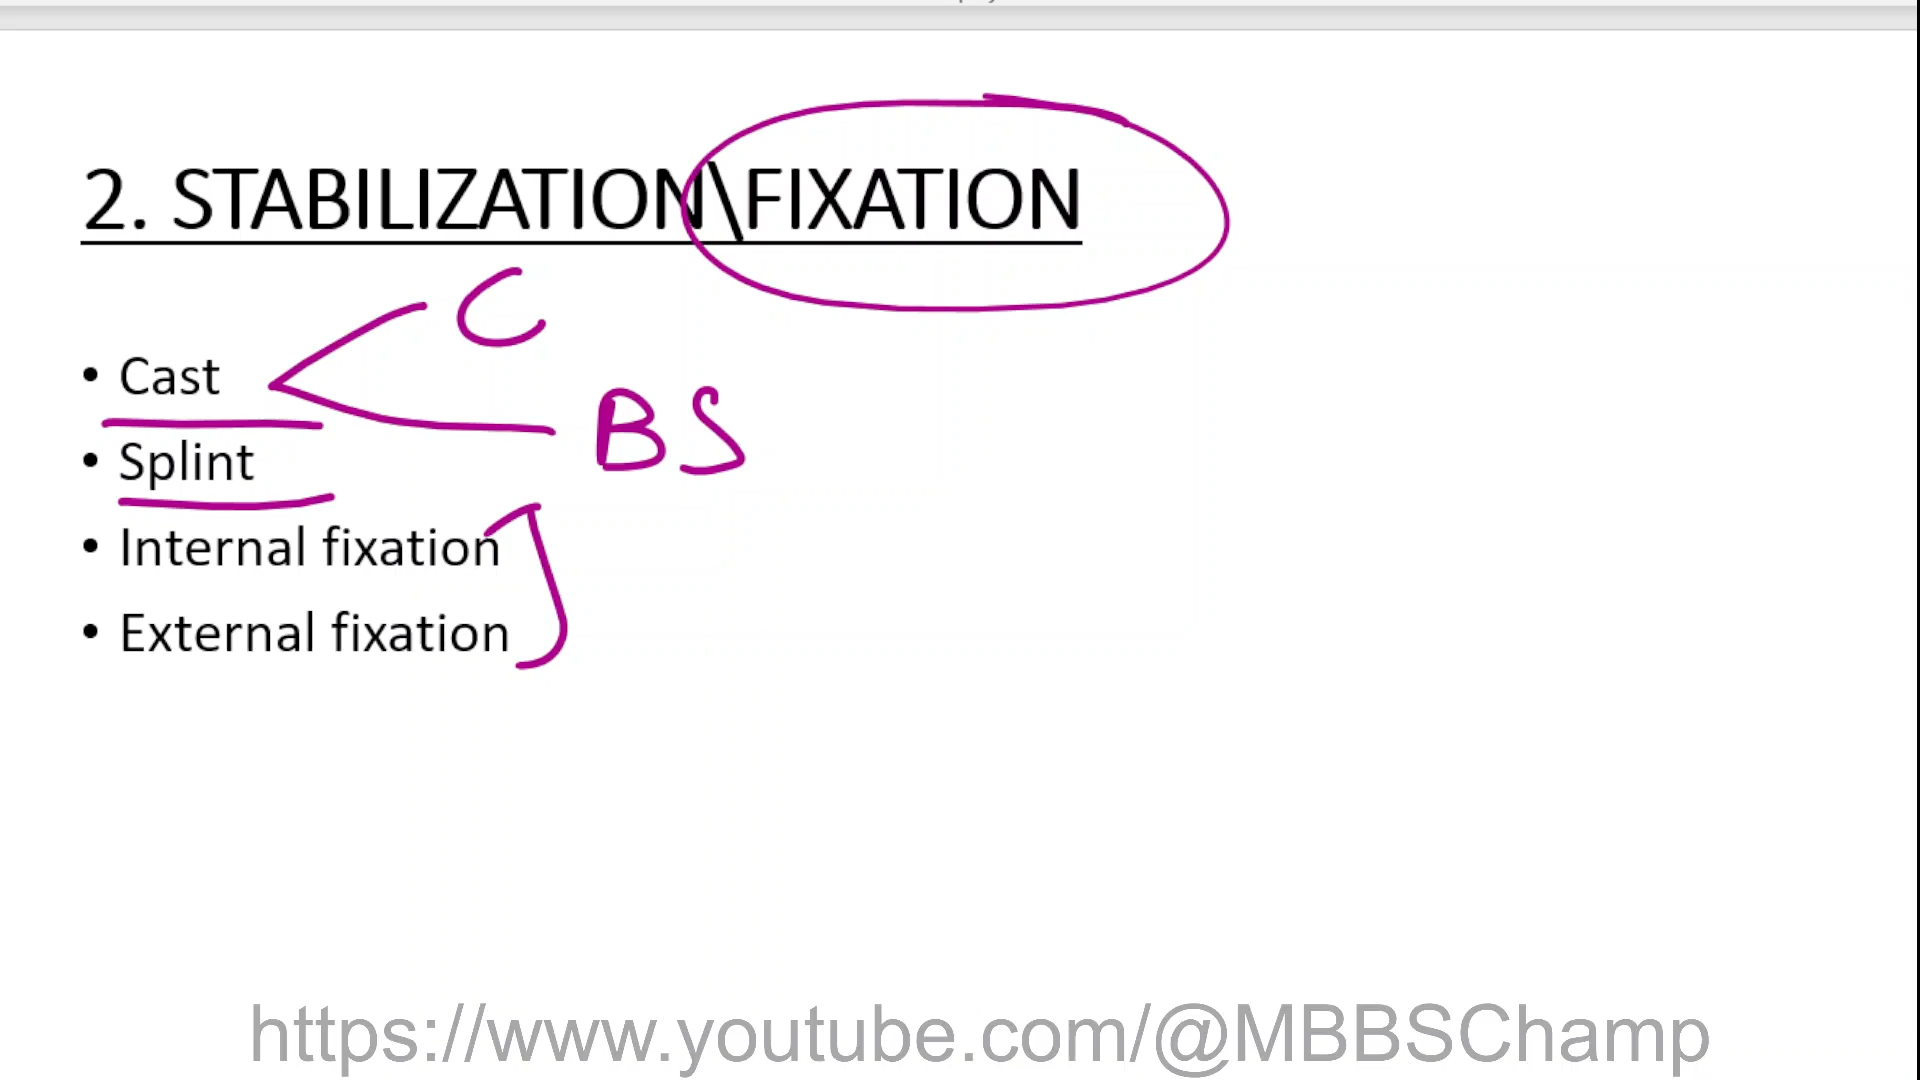 2. STABILIZATION\FIXATION
C
• Cast
BS
• Splint
• Internal fixation
• External fixation
https://www.youtube.com/@MBBSChamp